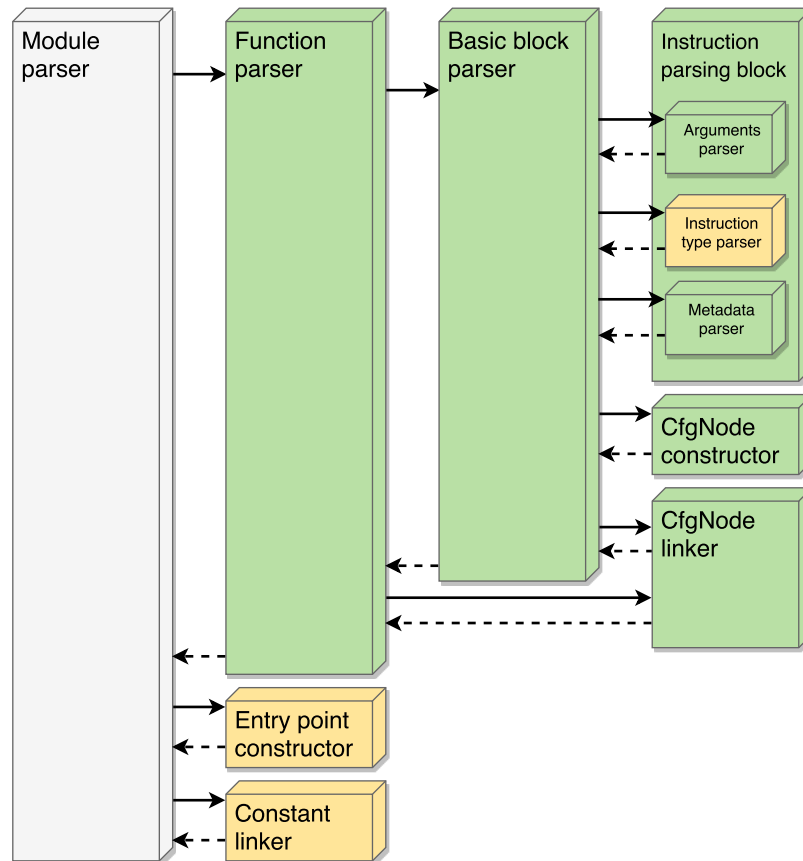 Module
parser
Function
parser
Basic block
parser
Instruction
parsing block
Arguments
parser
Instruction
type parser
Metadata
parser
CfgNode
constructor
CfgNode
linker
Entry point
constructor
Constant
linker